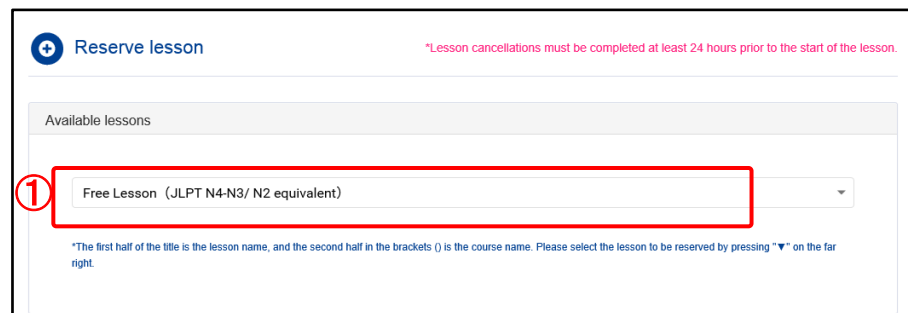 Reserve lesson
*Lesson cancellations must be completed at least 24 hours prior to the start of the lesson.
Available lessons
①
Free Lesson（JLPT N4-N3/ N2 equivalent）
*The first half of the title is the lesson name, and the second half in the brackets () is the course name. Please select the lesson to be reserved by pressing "▼" on the far
right.